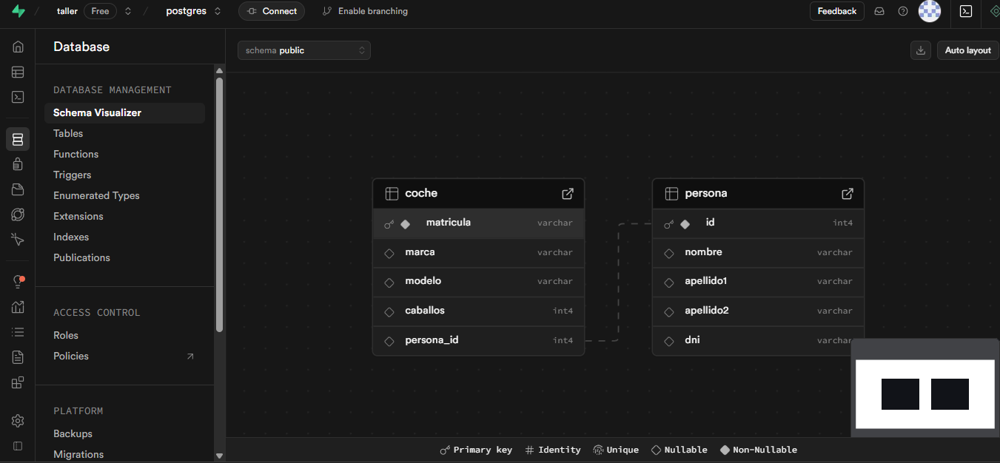 taller Free postgres Connect Enable branching Feedback
Database
schema public
Auto layout
DATABASE MANAGEMENT
Schema Visualizer
Tables
Functions
Triggers
Enumerated Types
Extensions
Indexes
Publications
ACCESS CONTROL
Roles
Policies
PLATFORM
Backups
Migrations
coche
matricula varchar
marca varchar
modelo varchar
caballos int4
persona_id int4
persona
id int4
nombre varchar
apellido1 varchar
apellido2 varchar
dni varchar
Primary key # Identity Unique Nullable Non-Nullable